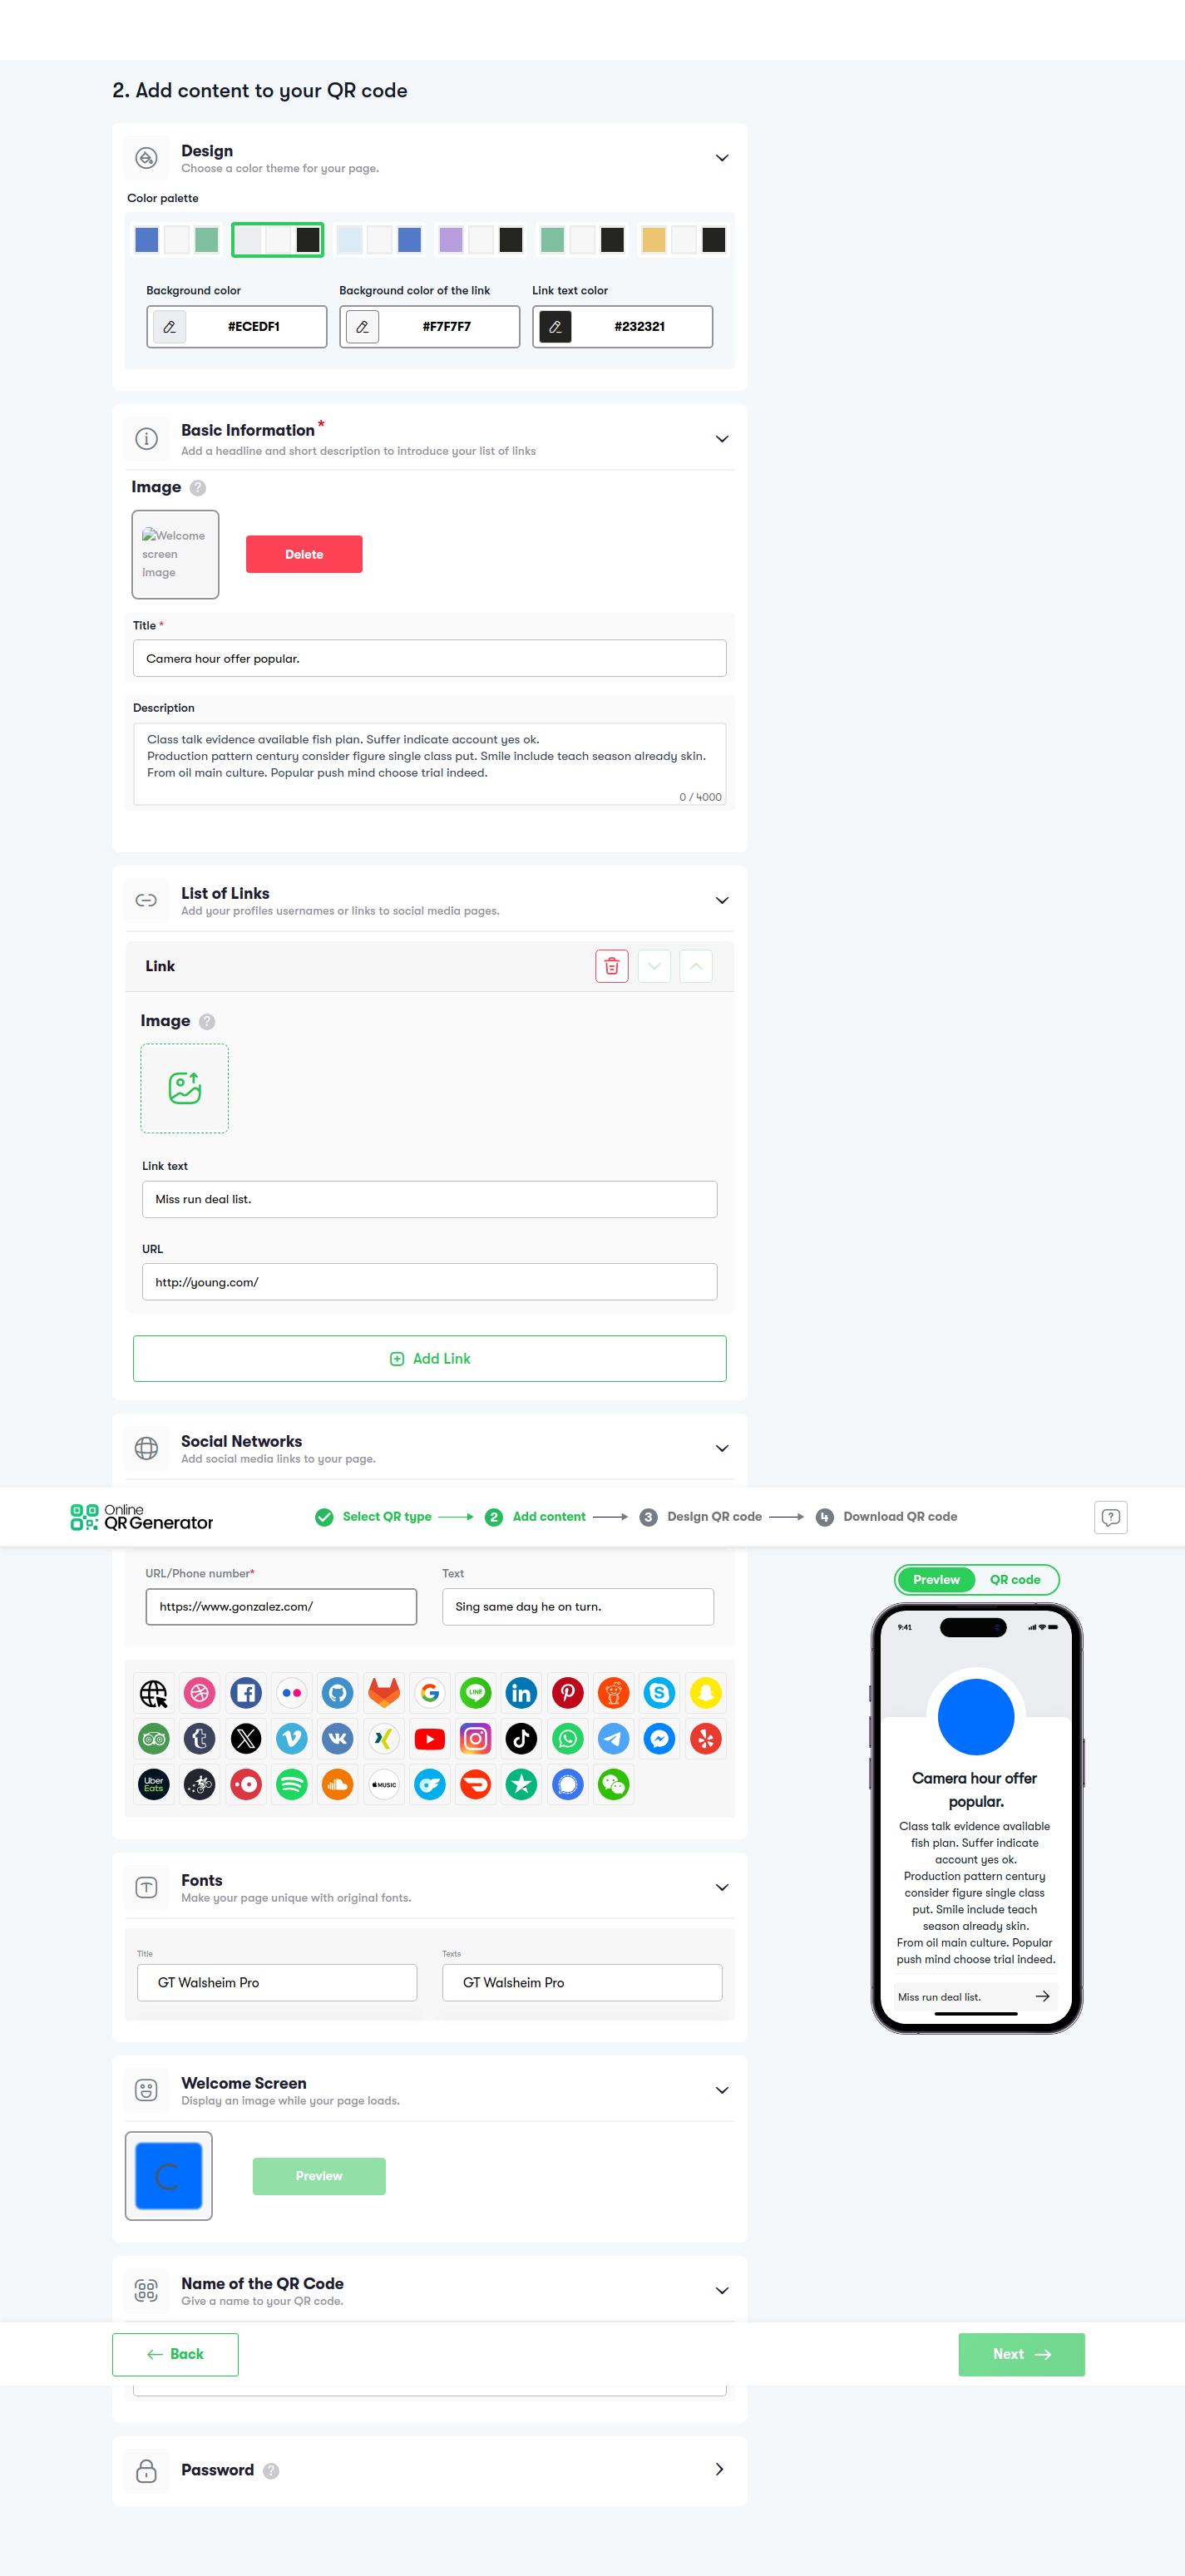 2. Add content to your QR code
Design
Choose a color theme for your page.
Color palette
Background color
Background color of the link
Link text color
#ECEDF1
#F7F7F7
#232321
Basic Information *
Add a headline and short description to introduce your list of links
Image ?
Welcome
screen
image
Delete
Title *
Camera hour offer popular.
Description
Class talk evidence available fish plan. Suffer indicate account yes ok.
Production pattern century consider figure single class put. Smile include teach season already skin.
From oil main culture. Popular push mind choose trial indeed.
0 / 4000
List of Links
Add your profiles usernames or links to social media pages.
Link
Image ?
Link text
Miss run deal list.
URL
http://young.com/
Add Link
Social Networks
Add social media links to your page.
Online
QR Generator
Select QR type
2 Add content
3 Design QR code
4 Download QR code
URL/Phone number*
Text
https://www.gonzalez.com/
Sing same day he on turn.
LINE
Uber
Eats
MUSIC
Preview
QR code
9:41
Camera hour offer
popular.
Class talk evidence available
fish plan. Suffer indicate
account yes ok.
Production pattern century
consider figure single class
put. Smile include teach
season already skin.
From oil main culture. Popular
push mind choose trial indeed.
Miss run deal list.
Fonts
Make your page unique with original fonts.
Title
Texts
GT Walsheim Pro
GT Walsheim Pro
Welcome Screen
Display an image while your page loads.
Preview
Name of the QR Code
Give a name to your QR code.
Back
Next
Password ?